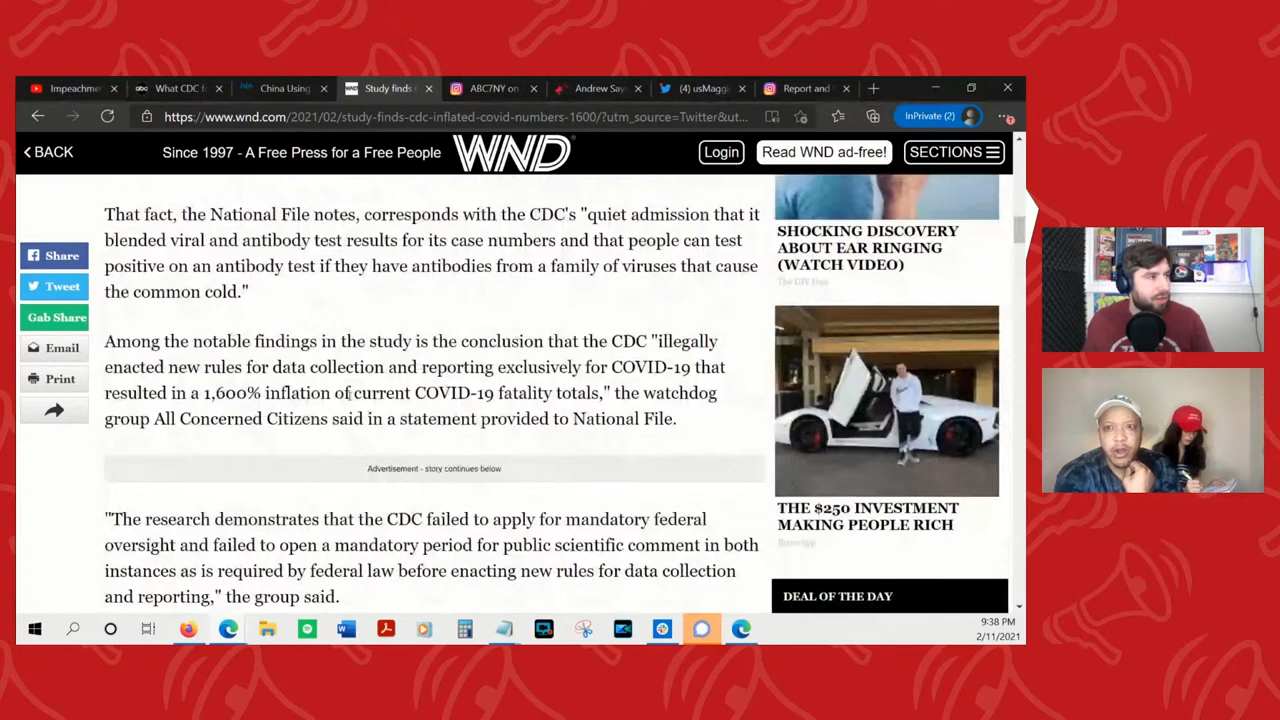 Impeachme
What CDC f
China Using
Study finds
ABC7NY on
Andrew Say
(4) usMaggi
Report and
https://www.wnd.com/2021/02/study-finds-cdc-inflated-covid-numbers-1600/?utm_source=Twitter&ut...
InPrivate (2)
BACK
Since 1997 - A Free Press for a Free People
WND
Login
Read WND ad-free!
SECTIONS
Share
Tweet
Gab Share
Email
Print
That fact, the National File notes, corresponds with the CDC's "quiet admission that it
blended viral and antibody test results for its case numbers and that people can test
positive on an antibody test if they have antibodies from a family of viruses that cause
the common cold."
Among the notable findings in the study is the conclusion that the CDC "illegally
enacted new rules for data collection and reporting exclusively for COVID-19 that
resulted in a 1,600% inflation of current COVID-19 fatality totals," the watchdog
group All Concerned Citizens said in a statement provided to National File.
Advertisement - story continues below
"The research demonstrates that the CDC failed to apply for mandatory federal
oversight and failed to open a mandatory period for public scientific comment in both
instances as is required by federal law before enacting new rules for data collection
and reporting," the group said.
SHOCKING DISCOVERY
ABOUT EAR RINGING
(WATCH VIDEO)
THE $250 INVESTMENT
MAKING PEOPLE RICH
DEAL OF THE DAY
9:38 PM
2/11/2021